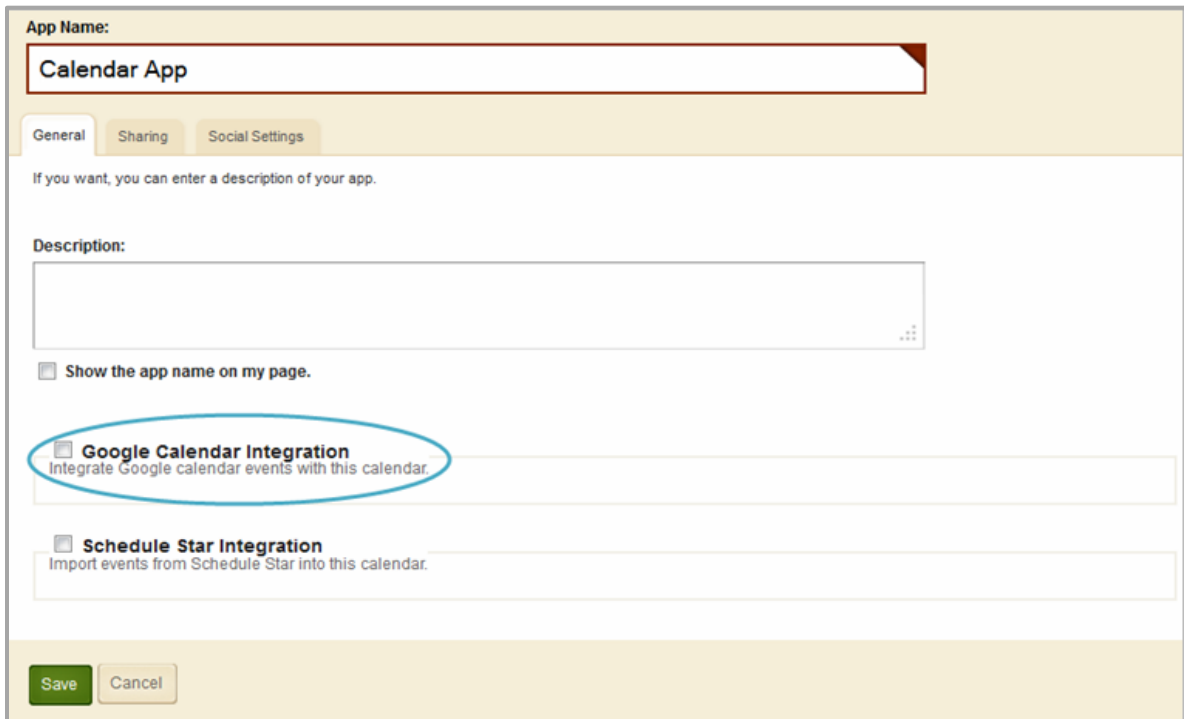 App Name:
Calendar App
General Sharing Social Settings
If you want, you can enter a description of your app.
Description:
Show the app name on my page.
Google Calendar Integration
Integrate Google calendar events with this calendar.
Schedule Star Integration
Import events from Schedule Star into this calendar.
Save Cancel